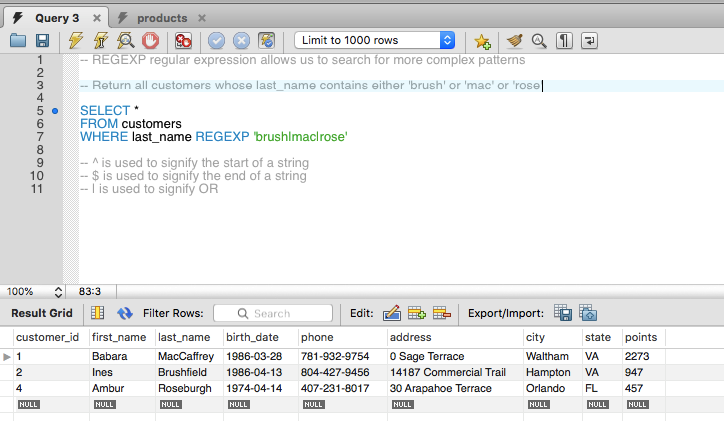 Query 3 products
Limit to 1000 rows
1 -- REGEXP regular expression allows us to search for more complex patterns
2
3 -- Return all customers whose last_name contains either 'brush' or 'mac' or 'rose
4
5 SELECT *
6 FROM customers
7 WHERE last_name REGEXP 'brush|mac|rose'
8
9 -- ^ is used to signify the start of a string
10 -- $ is used to signify the end of a string
11 -- | is used to signify OR
100% 83:3
Result Grid Filter Rows: Search Edit: Export/Import:
customer_id first_name last_name birth_date phone address city state points
1 Babara MacCaffrey 1986-03-28 781-932-9754 0 Sage Terrace Waltham VA 2273
2 Ines Brushfield 1986-04-13 804-427-9456 14187 Commercial Trail Hampton VA 947
4 Ambur Roseburgh 1974-04-14 407-231-8017 30 Arapahoe Terrace Orlando FL 457
NULL NULL NULL NULL NULL NULL NULL NULL NULL